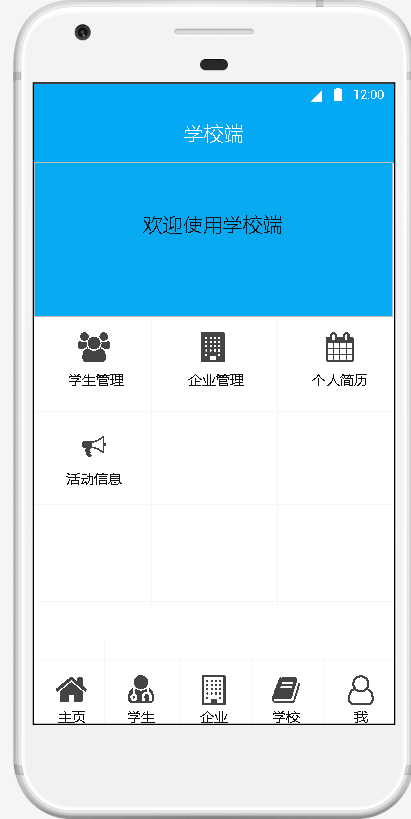 12:00
学校端
欢迎使用学校端
学生管理 企业管理 个人简历
活动信息
主页 学生 企业 学校 我